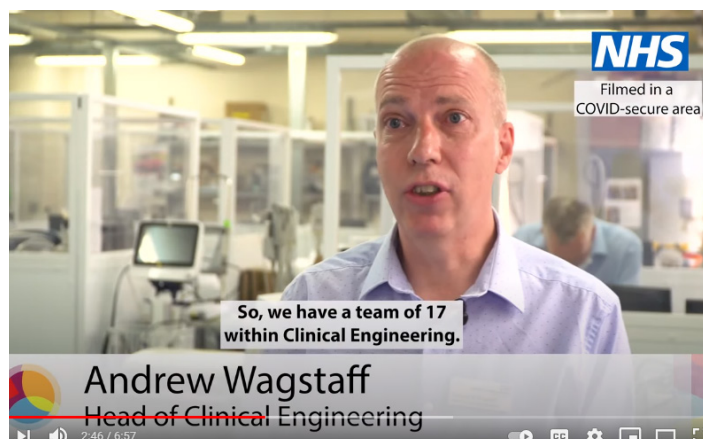 NHS
Filmed in a
COVID-secure area
So, we have a team of 17
within Clinical Engineering.
Andrew Wagstaff
Head of Clinical Engineering
2:46 / 6:57
CC